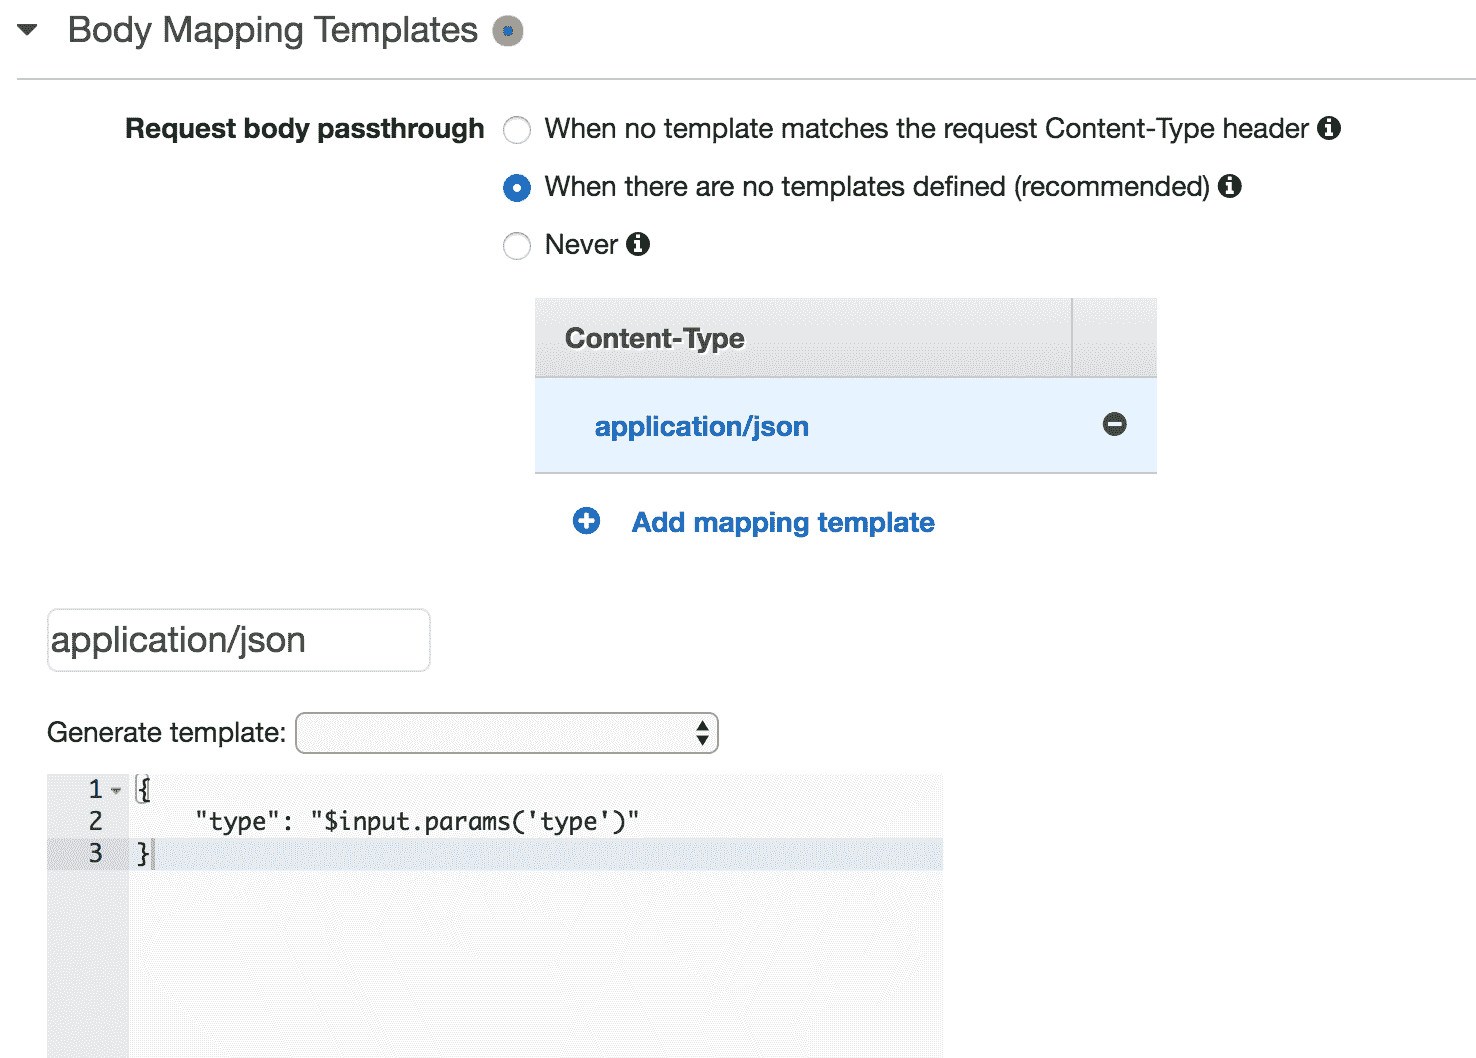 Body Mapping Templates
Request body passthrough
When no template matches the request Content-Type header
When there are no templates defined (recommended)
Never
Content-Type
application/json
Add mapping template
application/json
Generate template:
1 {
2 "type": "$input.params('type')"
3 }